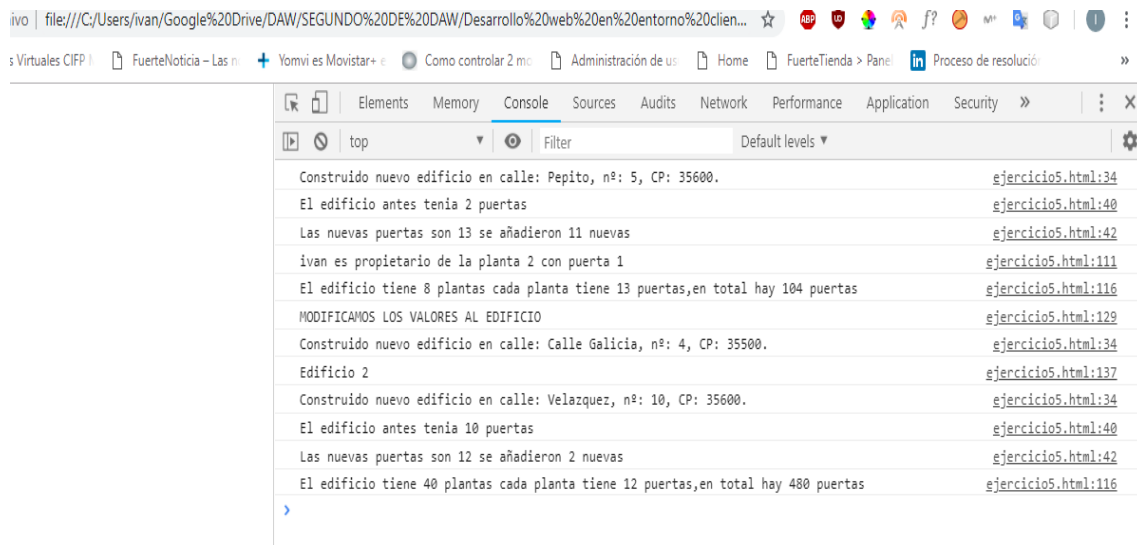 ivo | file:///C:/Users/ivan/Google%20Drive/DAW/SEGUNDO%20DE%20DAW/Desarrollo%20web%20en%20entorno%20clien... ABP UD f? M+ I
s Virtuales CIFP FuerteNoticia – Las n Yomvi es Movistar+ e Como controlar 2 mo Administración de us Home FuerteTienda > Pane in Proceso de resolució »
Elements Memory Console Sources Audits Network Performance Application Security »
top Filter Default levels
Construido nuevo edificio en calle: Pepito, nº: 5, CP: 35600. ejercicio5.html:34
El edificio antes tenia 2 puertas ejercicio5.html:40
Las nuevas puertas son 13 se añadieron 11 nuevas ejercicio5.html:42
ivan es propietario de la planta 2 con puerta 1 ejercicio5.html:111
El edificio tiene 8 plantas cada planta tiene 13 puertas,en total hay 104 puertas ejercicio5.html:116
MODIFICAMOS LOS VALORES AL EDIFICIO ejercicio5.html:129
Construido nuevo edificio en calle: Calle Galicia, nº: 4, CP: 35500. ejercicio5.html:34
Edificio 2 ejercicio5.html:137
Construido nuevo edificio en calle: Velazquez, nº: 10, CP: 35600. ejercicio5.html:34
El edificio antes tenia 10 puertas ejercicio5.html:40
Las nuevas puertas son 12 se añadieron 2 nuevas ejercicio5.html:42
El edificio tiene 40 plantas cada planta tiene 12 puertas,en total hay 480 puertas ejercicio5.html:116